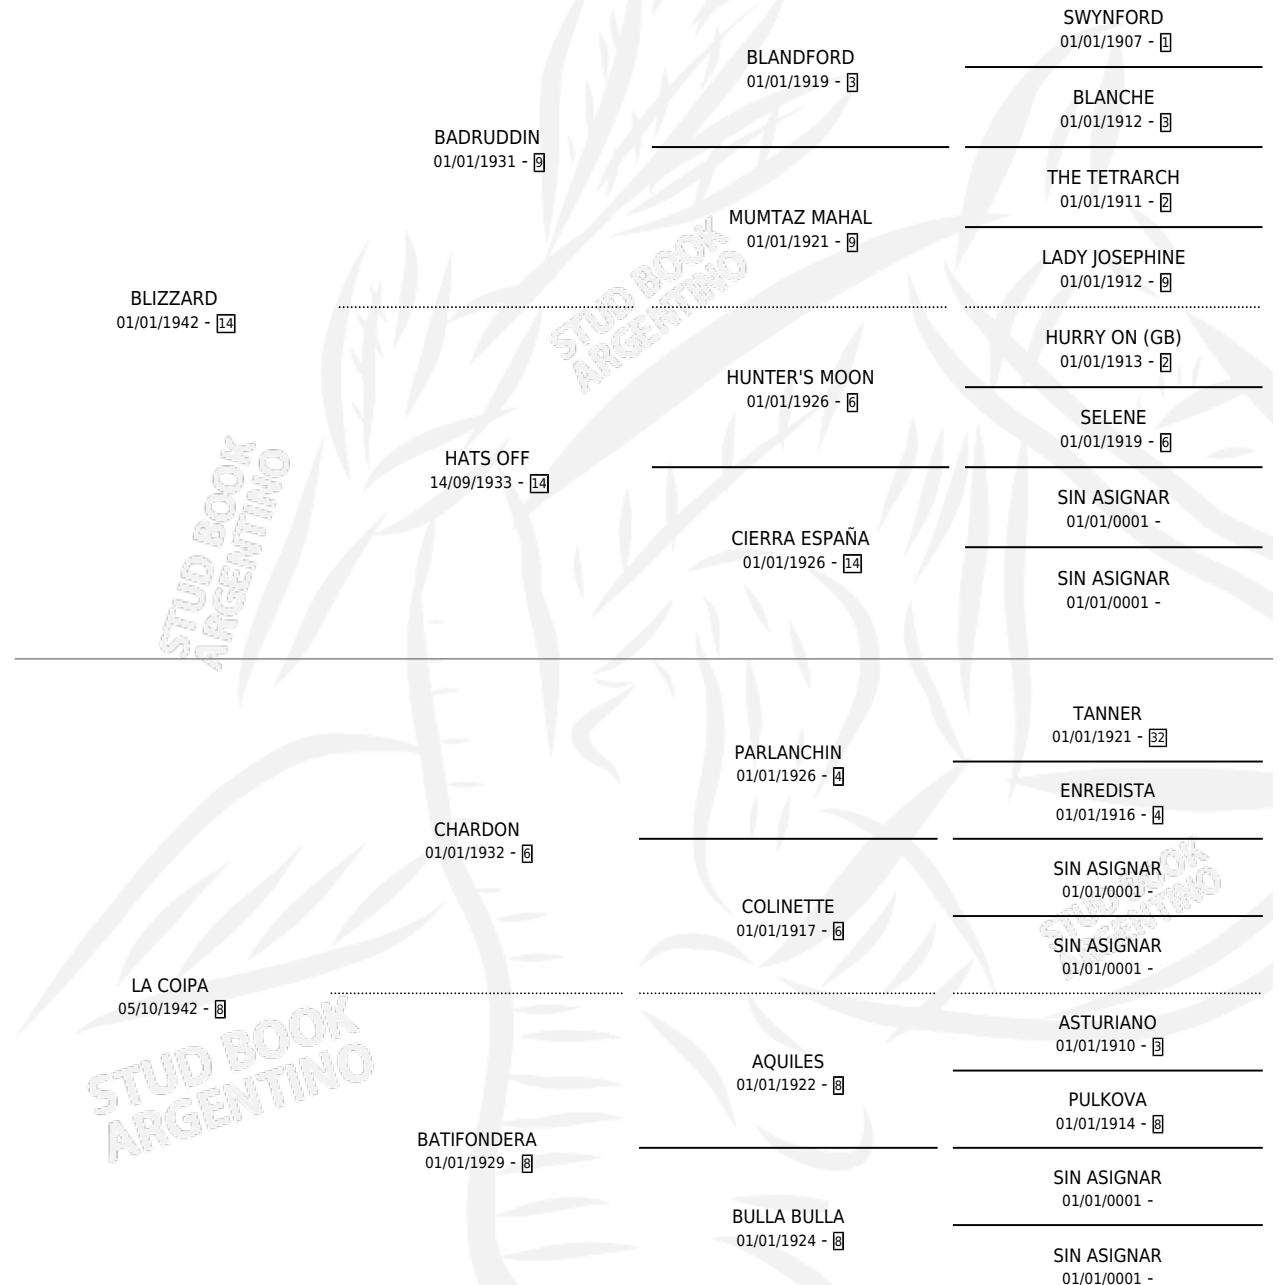 SWYNFORD
01/01/1907 - 1
BLANDFORD
01/01/1919 - 3
BLANCHE
01/01/1912 - 3
BADRUDDIN
01/01/1931 - 9
THE TETRARCH
01/01/1911 - 2
MUMTAZ MAHAL
01/01/1921 - 9
LADY JOSEPHINE
01/01/1912 - 9
BLIZZARD
01/01/1942 - 14
STUD BOOK
ARGENTINO
HURRY ON (GB)
01/01/1913 - 2
HUNTER'S MOON
01/01/1926 - 6
SELENE
01/01/1919 - 6
HATS OFF
14/09/1933 - 14
SIN ASIGNAR
01/01/0001 -
CIERRA ESPAÑA
01/01/1926 - 14
SIN ASIGNAR
01/01/0001 -
STUD BOOK
ARGENTINO
TANNER
01/01/1921 - 32
PARLANCHIN
01/01/1926 - 4
ENREDISTA
01/01/1916 - 4
CHARDON
01/01/1932 - 6
SIN ASIGNAR
01/01/0001 -
COLINETTE
01/01/1917 - 6
SIN ASIGNAR
01/01/0001 -
STUD BOOK
ARGENTINO
LA COIPA
05/10/1942 - 8
ASTURIANO
01/01/1910 - 3
AQUILES
01/01/1922 - 8
PULKOVA
01/01/1914 - 8
STUD BOOK
ARGENTINO
BATIFONDERA
01/01/1929 - 8
SIN ASIGNAR
01/01/0001 -
BULLA BULLA
01/01/1924 - 8
SIN ASIGNAR
01/01/0001 -